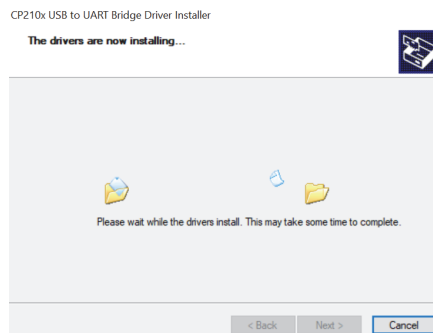 CP210x USB to UART Bridge Driver Installer
The drivers are now installing...
Please wait while the drivers install. This may take some time to complete.
< Back Next > Cancel